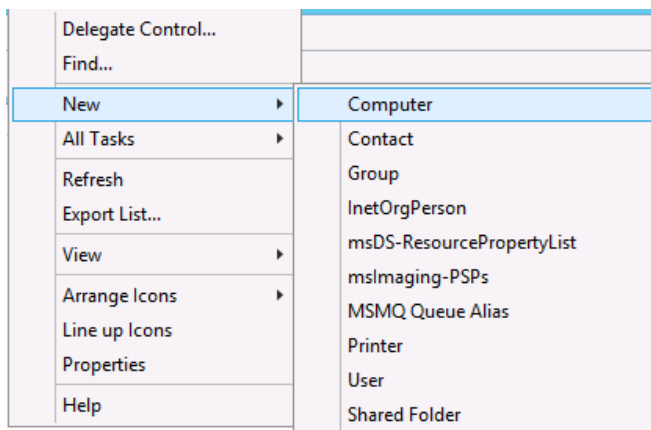 Delegate Control...
Find...
New
All Tasks
Refresh
Export List...
View
Arrange Icons
Line up Icons
Properties
Help
Computer
Contact
Group
InetOrgPerson
msDS-ResourcePropertyList
msImaging-PSPs
MSMQ Queue Alias
Printer
User
Shared Folder